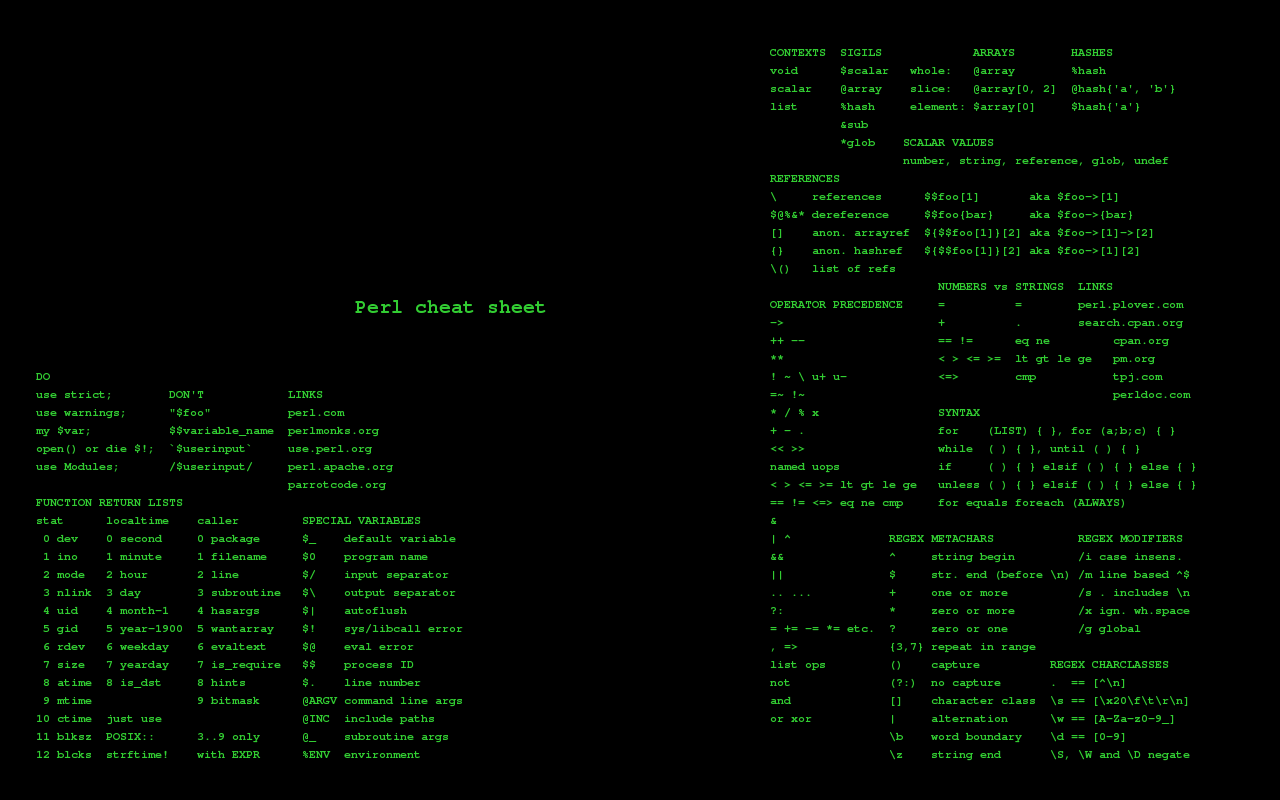 Perl cheat sheet
DO
use strict;        DON'T            LINKS
use warnings;      "$foo"           perl.com
my $var;           $$variable_name  perlmonks.org
open() or die $!;  `$userinput`     use.perl.org
use Modules;       /$userinput/     perl.apache.org
                                    parrotcode.org
FUNCTION RETURN LISTS
stat      localtime    caller         SPECIAL VARIABLES
 0 dev    0 second     0 package      $_    default variable
 1 ino    1 minute     1 filename     $0    program name
 2 mode   2 hour       2 line         $/    input separator
 3 nlink  3 day        3 subroutine   $\    output separator
 4 uid    4 month-1    4 hasargs      $|    autoflush
 5 gid    5 year-1900  5 wantarray    $!    sys/libcall error
 6 rdev   6 weekday    6 evaltext     $@    eval error
 7 size   7 yearday    7 is_require   $$    process ID
 8 atime  8 is_dst     8 hints        $.    line number
 9 mtime               9 bitmask      @ARGV command line args
10 ctime  just use                    @INC  include paths
11 blksz  POSIX::      3..9 only      @_    subroutine args
12 blcks  strftime!    with EXPR      %ENV  environment
CONTEXTS  SIGILS             ARRAYS        HASHES
void      $scalar   whole:   @array        %hash
scalar    @array    slice:   @array[0, 2]  @hash{'a', 'b'}
list      %hash     element: $array[0]     $hash{'a'}
          &sub
          *glob    SCALAR VALUES
                   number, string, reference, glob, undef
REFERENCES
\     references      $$foo[1]       aka $foo->[1]
$@%&* dereference     $$foo{bar}     aka $foo->{bar}
[]    anon. arrayref  ${$$foo[1]}[2] aka $foo->[1]->[2]
{}    anon. hashref   ${$$foo[1]}[2] aka $foo->[1][2]
\()   list of refs
                        NUMBERS vs STRINGS  LINKS
OPERATOR PRECEDENCE     =          =        perl.plover.com
->                      +          .        search.cpan.org
++ --                   == !=      eq ne         cpan.org
**                      < > <= >=  lt gt le ge   pm.org
! ~ \ u+ u-             <=>        cmp           tpj.com
=~ !~                                            perldoc.com
* / % x                 SYNTAX
+ - .                   for    (LIST) { }, for (a;b;c) { }
<< >>                   while  ( ) { }, until ( ) { }
named uops              if     ( ) { } elsif ( ) { } else { }
< > <= >= lt gt le ge   unless ( ) { } elsif ( ) { } else { }
== != <=> eq ne cmp     for equals foreach (ALWAYS)
&
| ^              REGEX METACHARS            REGEX MODIFIERS
&&               ^     string begin         /i case insens.
||               $     str. end (before \n) /m line based ^$
.. ...           +     one or more          /s . includes \n
?:               *     zero or more         /x ign. wh.space
= += -= *= etc.  ?     zero or one          /g global
, =>             {3,7} repeat in range
list ops         ()    capture          REGEX CHARCLASSES
not              (?:)  no capture       .  == [^\n]
and              []    character class  \s == [\x20\f\t\r\n]
or xor           |     alternation      \w == [A-Za-z0-9_]
                 \b    word boundary    \d == [0-9]
                 \z    string end       \S, \W and \D negate